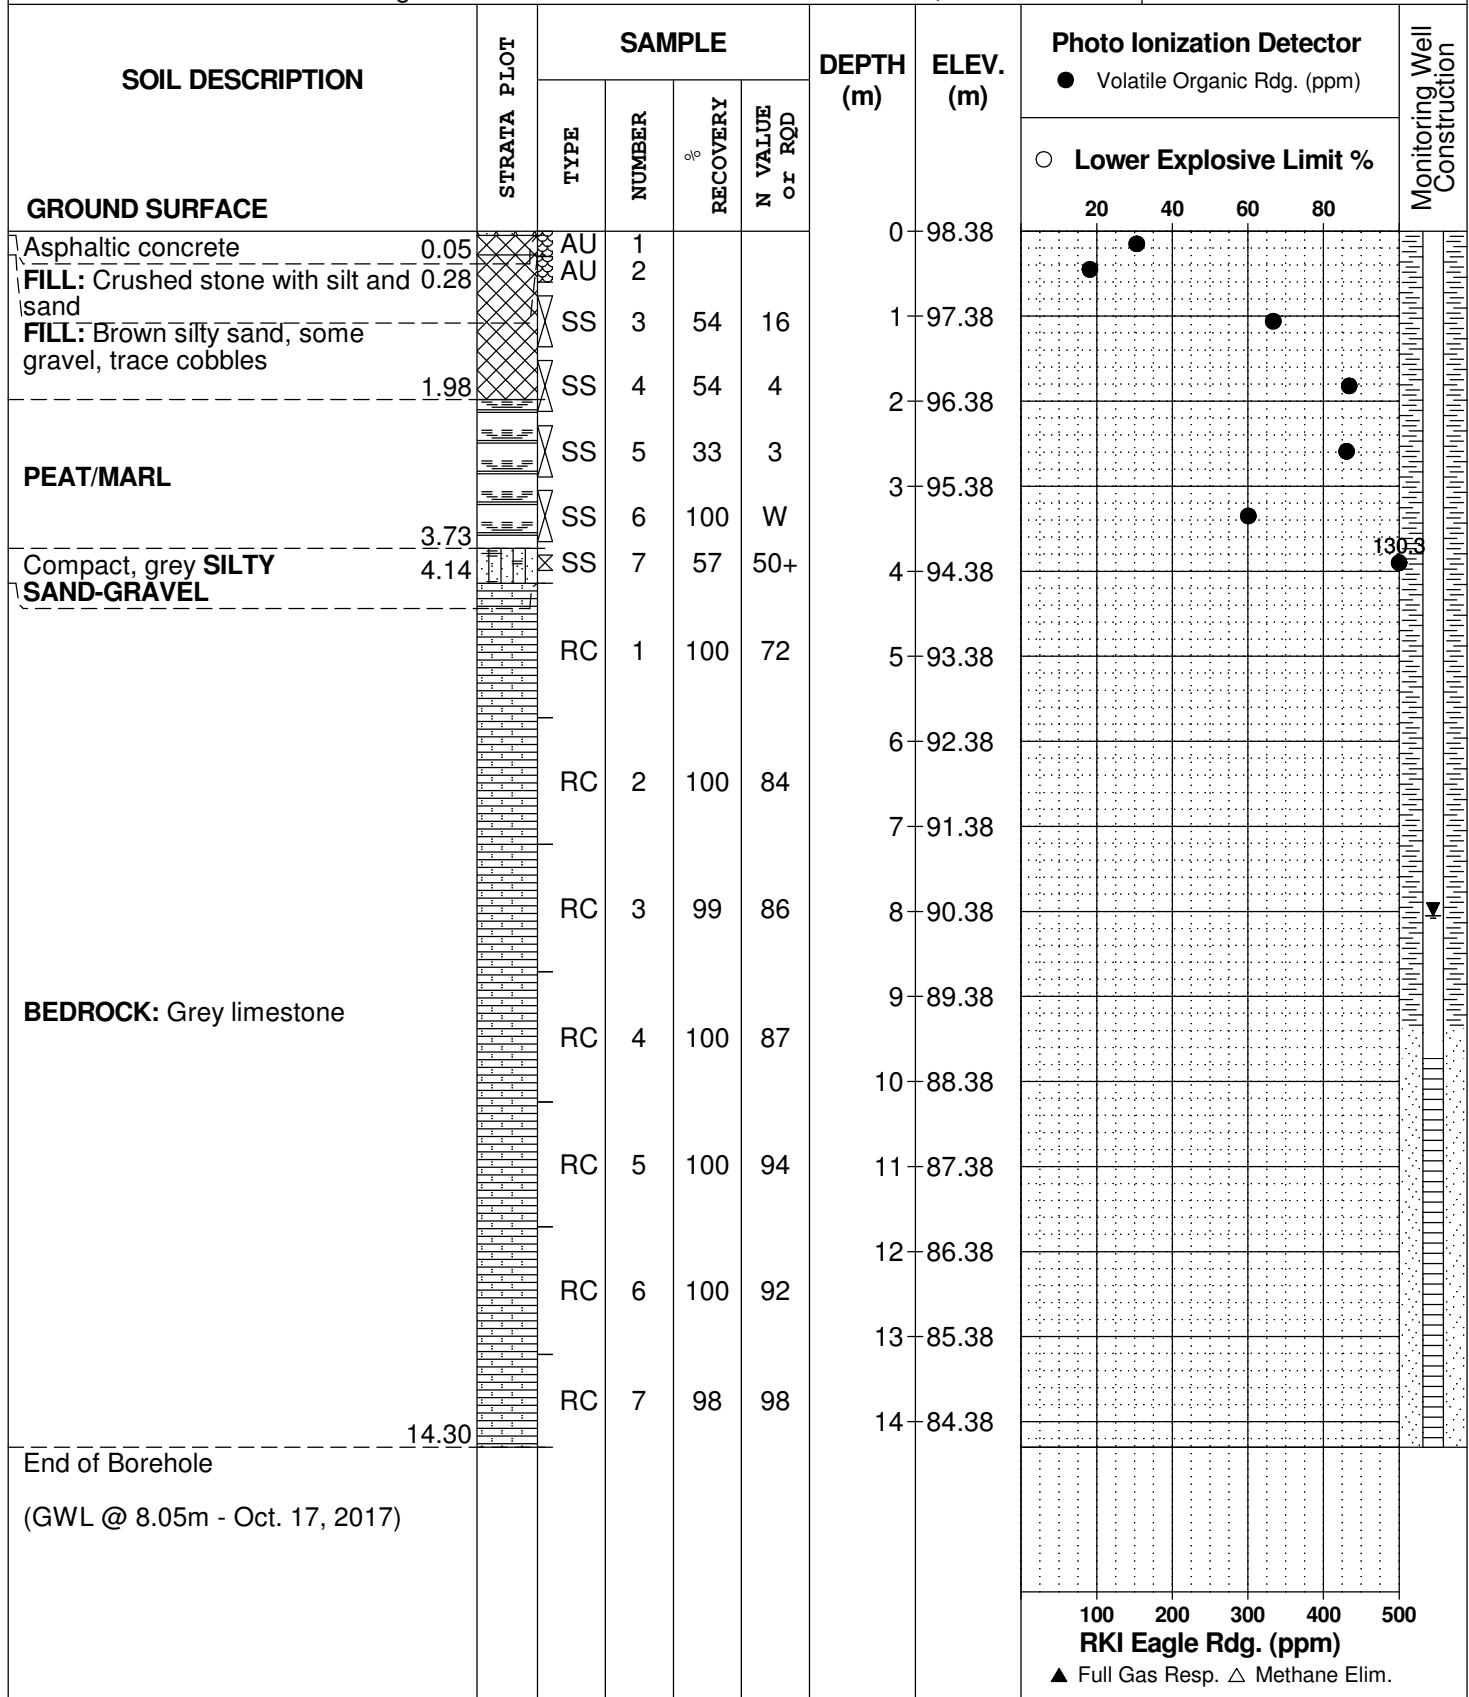 SOIL DESCRIPTION
GROUND SURFACE
STRATA PLOT
SAMPLE
TYPE
NUMBER
% RECOVERY
N VALUE or RQD
DEPTH (m)
ELEV. (m)
Photo Ionization Detector
● Volatile Organic Rdg. (ppm)
○ Lower Explosive Limit %
20 40 60 80
Monitoring Well Construction
0 98.38
Asphaltic concrete 0.05 AU 1
FILL: Crushed stone with silt and sand 0.28 AU 2
FILL: Brown silty sand, some gravel, trace cobbles
SS 3 54 16
1 97.38
1.98 SS 4 54 4
2 96.38
SS 5 33 3
PEAT/MARL
3 95.38
3.73 SS 6 100 W
130.3
Compact, grey SILTY SAND-GRAVEL 4.14 SS 7 57 50+
4 94.38
RC 1 100 72
5 93.38
6 92.38
RC 2 100 84
7 91.38
RC 3 99 86
8 90.38
9 89.38
BEDROCK: Grey limestone
RC 4 100 87
10 88.38
RC 5 100 94
11 87.38
12 86.38
RC 6 100 92
13 85.38
RC 7 98 98
14 84.38
14.30
End of Borehole
(GWL @ 8.05m - Oct. 17, 2017)
100 200 300 400 500
RKI Eagle Rdg. (ppm)
▲ Full Gas Resp. △ Methane Elim.